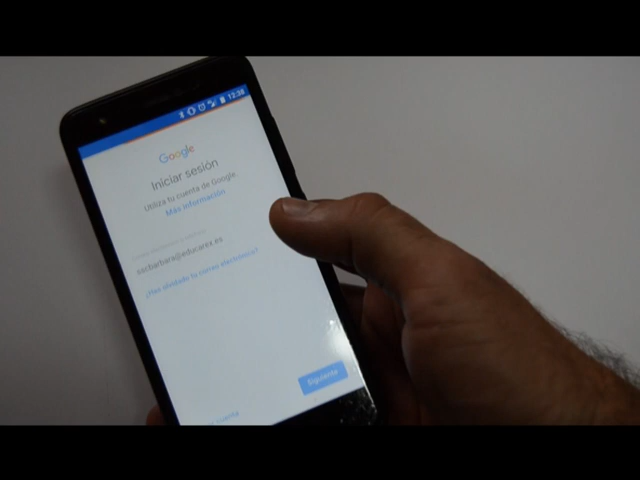 12:38
Google
Iniciar sesión
Utiliza tu cuenta de Google.
Más información
sacbarbara@educarex.es
¿Has olvidado tu correo electrónico?
Siguiente
cuenta